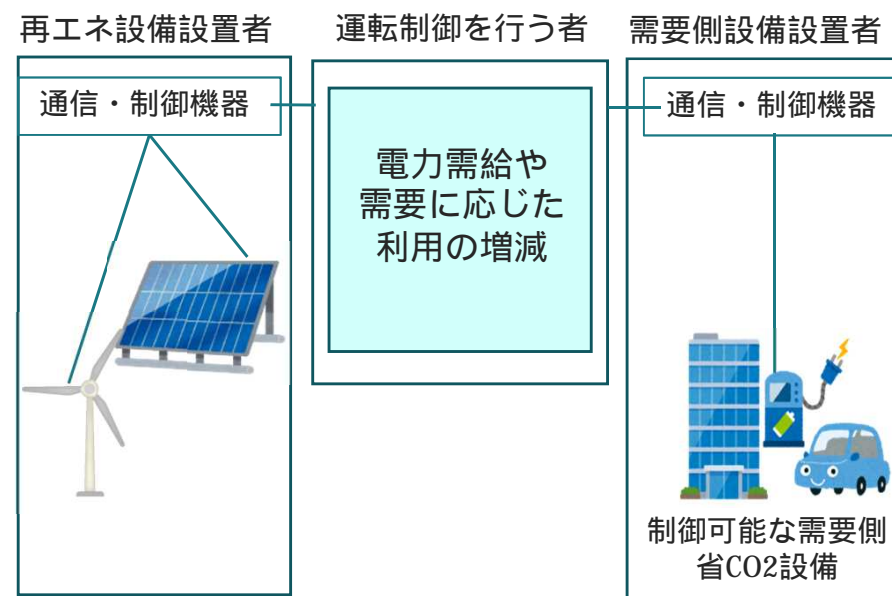 再エネ設備設置者
運転制御を行う者
需要側設備設置者
通信・制御機器
電力需給や
需要に応じた
利用の増減
通信・制御機器
制御可能な需要側
省CO2設備